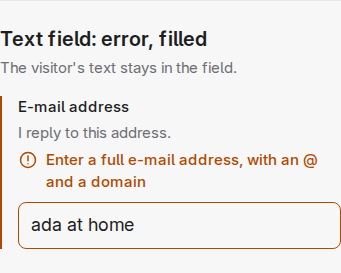 Text field: error, filled
The visitor's text stays in the field.
E-mail address
I reply to this address.
Enter a full e-mail address, with an @
and a domain
ada at home